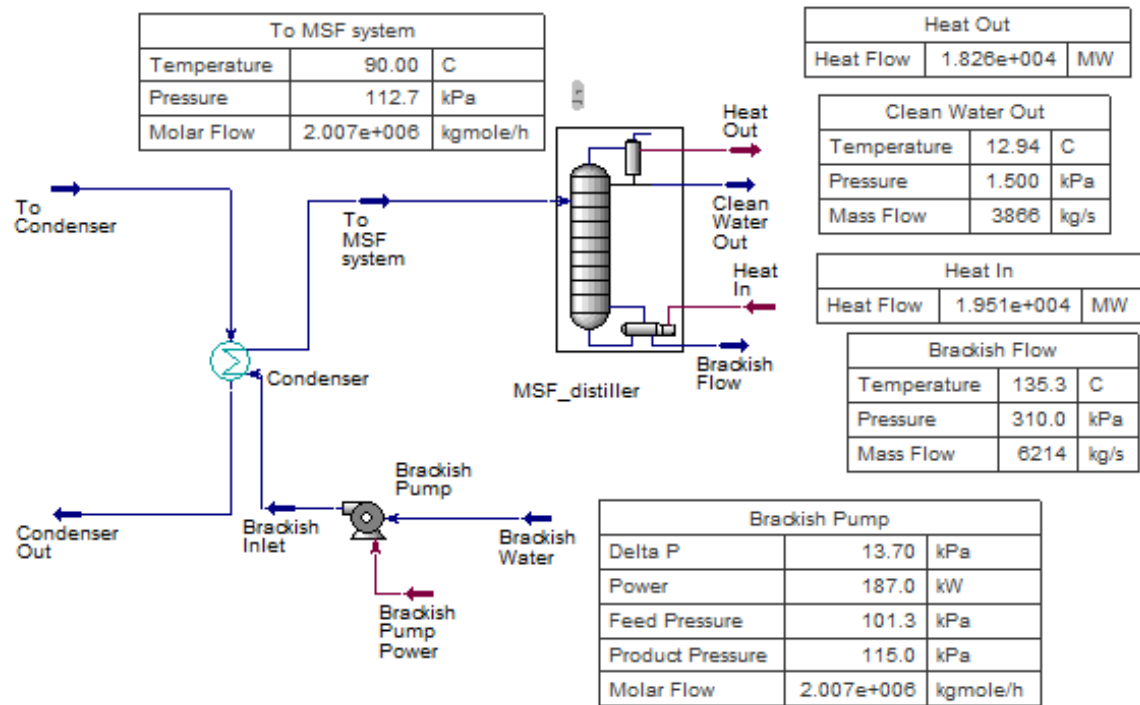 To MSF system
Temperature 90.00 C
Pressure 112.7 kPa
Molar Flow 2.007e+006 kgmole/h
Heat Out
Heat Flow 1.826e+004 MW
Clean Water Out
Temperature 12.94 C
Pressure 1.500 kPa
Mass Flow 3866 kg/s
Heat In
Heat Flow 1.951e+004 MW
Brackish Flow
Temperature 135.3 C
Pressure 310.0 kPa
Mass Flow 6214 kg/s
To
Condenser
To
MSF
system
Heat
Out
Clean
Water
Out
Heat
In
Brackish
Flow
MSF_distiller
Condenser
Condenser
Out
Brackish
Inlet
Brackish
Pump
Brackish
Water
Brackish
Pump
Power
Brackish Pump
Delta P 13.70 kPa
Power 187.0 kW
Feed Pressure 101.3 kPa
Product Pressure 115.0 kPa
Molar Flow 2.007e+006 kgmole/h